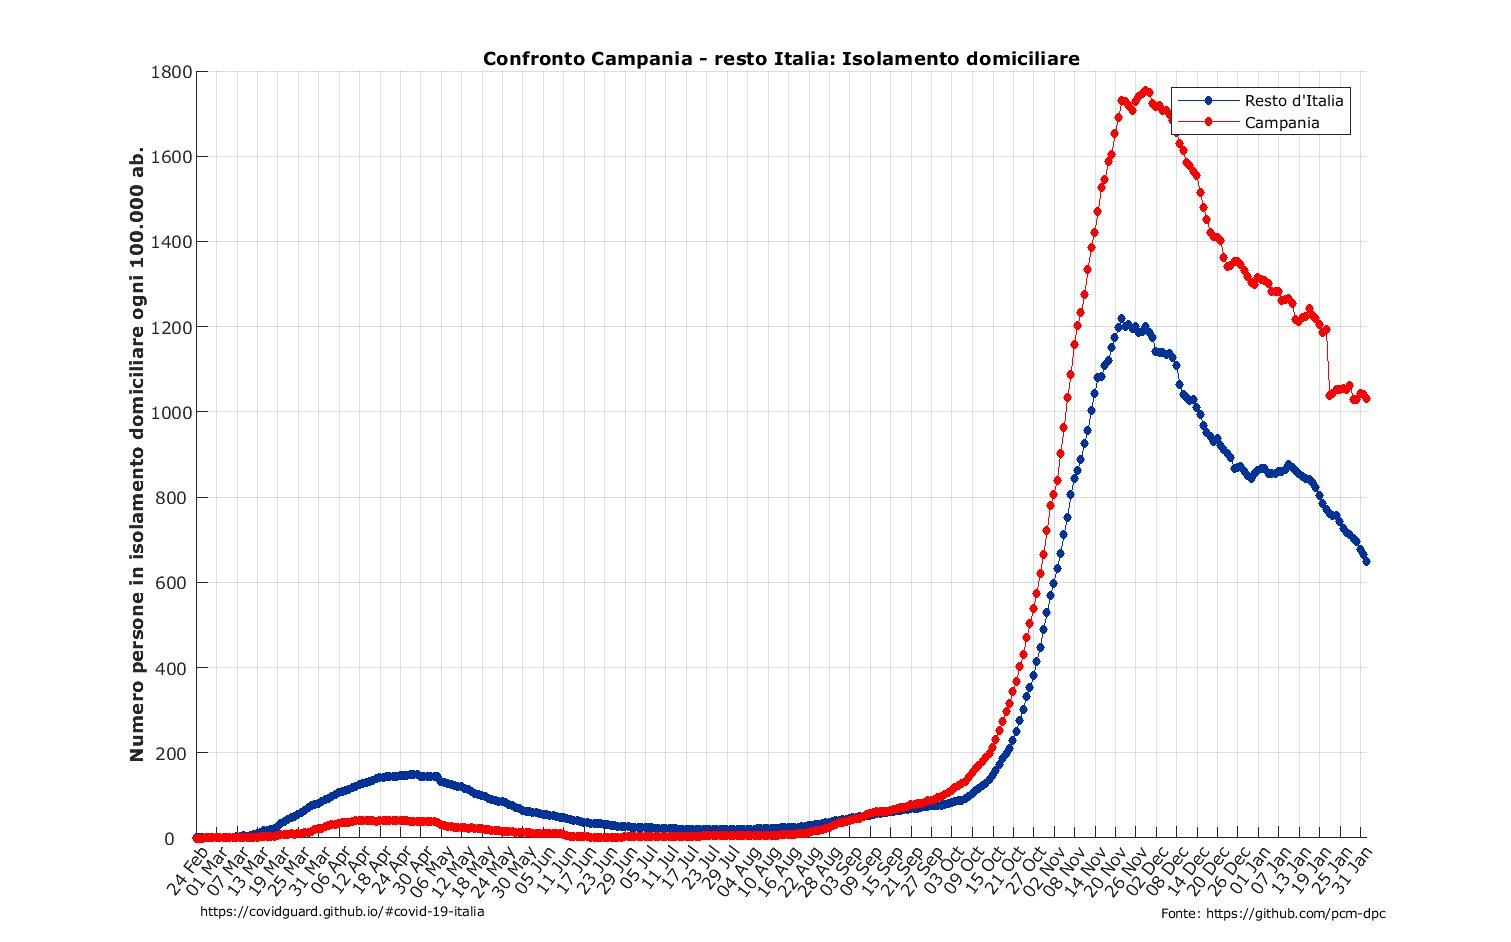 Confronto Campania - resto Italia: Isolamento domiciliare
Numero persone in isolamento domiciliare ogni 100.000 ab.
1800
1600
1400
1200
1000
800
600
400
200
0
Resto d'Italia
Campania
24 Feb
01 Mar
07 Mar
13 Mar
19 Mar
25 Mar
31 Mar
06 Apr
12 Apr
18 Apr
24 Apr
30 Apr
06 May
12 May
18 May
24 May
30 May
05 Jun
11 Jun
17 Jun
23 Jun
29 Jun
05 Jul
11 Jul
17 Jul
23 Jul
29 Jul
04 Aug
10 Aug
16 Aug
22 Aug
28 Aug
03 Sep
09 Sep
15 Sep
21 Sep
27 Sep
03 Oct
09 Oct
15 Oct
21 Oct
27 Oct
02 Nov
08 Nov
14 Nov
20 Nov
26 Nov
02 Dec
08 Dec
14 Dec
20 Dec
26 Dec
01 Jan
07 Jan
13 Jan
19 Jan
25 Jan
31 Jan
https://covidguard.github.io/#covid-19-italia
Fonte: https://github.com/pcm-dpc